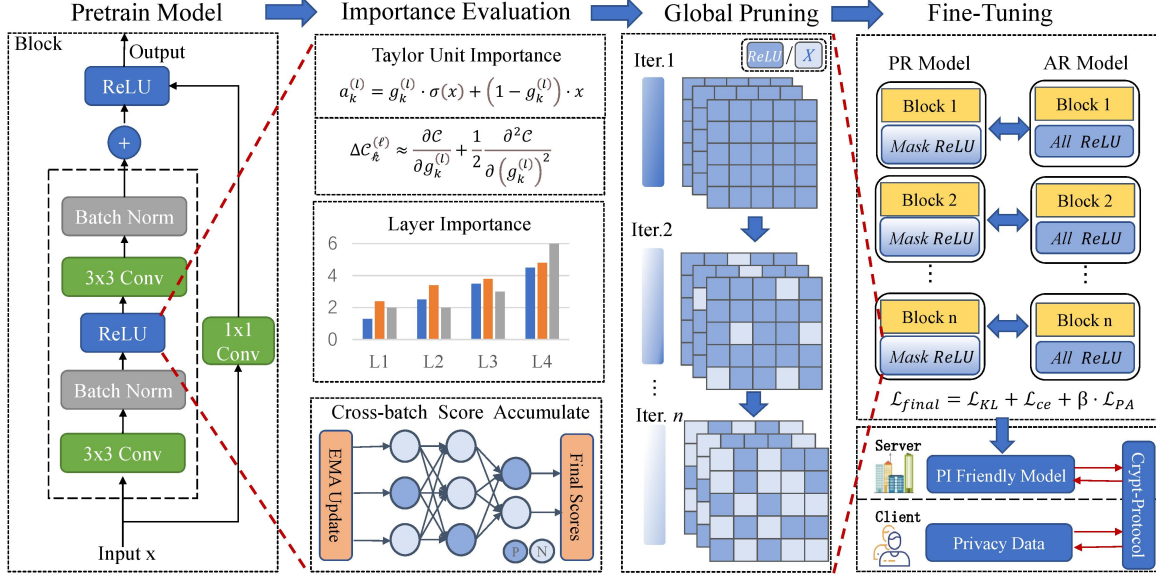 Pretrain Model
Importance Evaluation
Global Pruning
Fine-Tuning
Block
Output
ReLU
+
Batch Norm
3x3 Conv
ReLU
1x1
Conv
Batch Norm
3x3 Conv
Input x
Taylor Unit Importance
a_k^{(l)} = g_k^{(l)} · σ(x) + (1 − g_k^{(l)}) · x
Δ𝒞_k^{(ℓ)} ≈ ∂𝒞/∂g_k^{(l)} + 1/2 ∂²𝒞/∂(g_k^{(l)})²
Layer Importance
6
4
2
0
L1 L2 L3 L4
Cross-batch Score Accumulate
EMA Update
Final Scores
P N
ReLU / X
Iter.1
Iter.2
⋮
Iter. n
PR Model
AR Model
Block 1
Mask ReLU
Block 1
All ReLU
Block 2
Mask ReLU
Block 2
All ReLU
⋮
⋮
Block n
Mask ReLU
Block n
All ReLU
ℒ_final = ℒ_KL + ℒ_ce + β · ℒ_PA
Server
PI Friendly Model
Client
Privacy Data
Crypt-Protocol